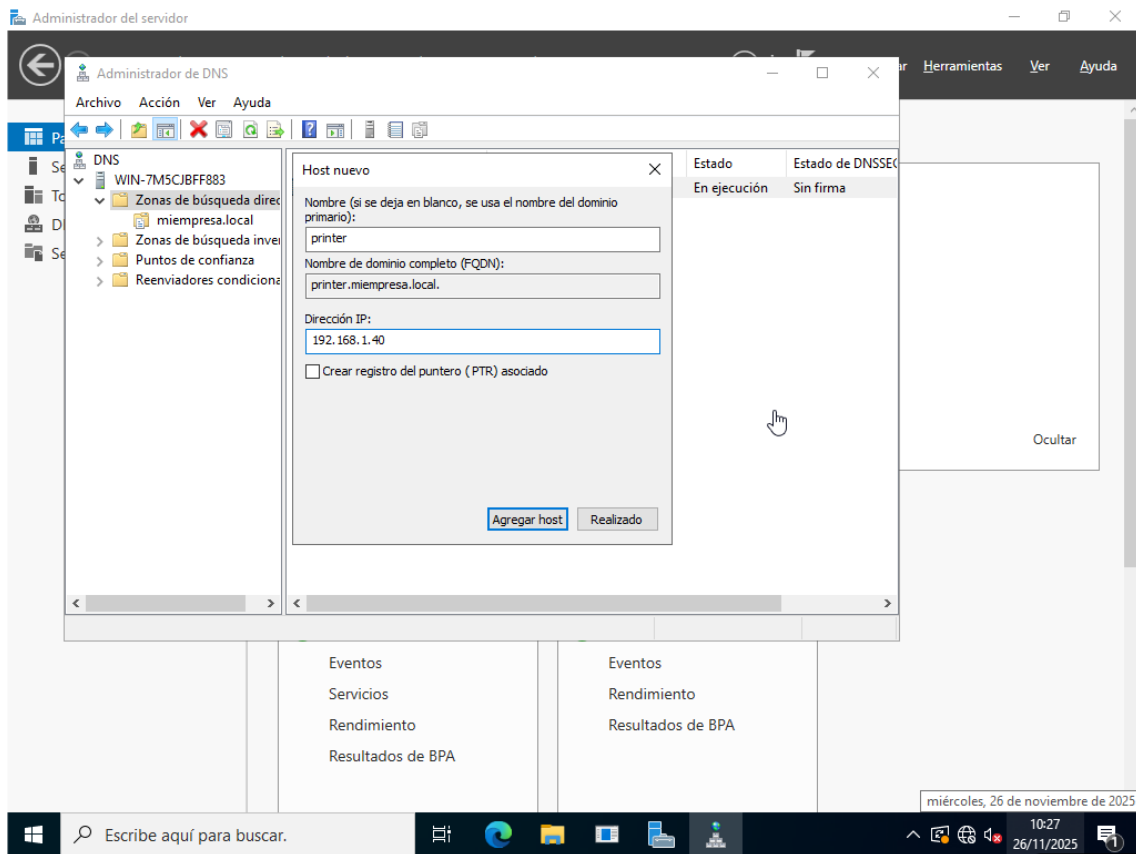 Administrador del servidor
Herramientas Ver Ayuda
Administrador de DNS
Archivo Acción Ver Ayuda
DNS
WIN-7M5CJBFF883
Zonas de búsqueda direc
miempresa.local
Zonas de búsqueda inver
Puntos de confianza
Reenviadores condiciona
Estado Estado de DNSSEC
En ejecución Sin firma
Host nuevo
Nombre (si se deja en blanco, se usa el nombre del dominio
primario):
printer
Nombre de dominio completo (FQDN):
printer.miempresa.local.
Dirección IP:
192.168.1.40
Crear registro del puntero (PTR) asociado
Agregar host Realizado
Ocultar
Eventos
Servicios
Rendimiento
Resultados de BPA
Eventos
Rendimiento
Resultados de BPA
miércoles, 26 de noviembre de 2025
Escribe aquí para buscar.
10:27
26/11/2025
1